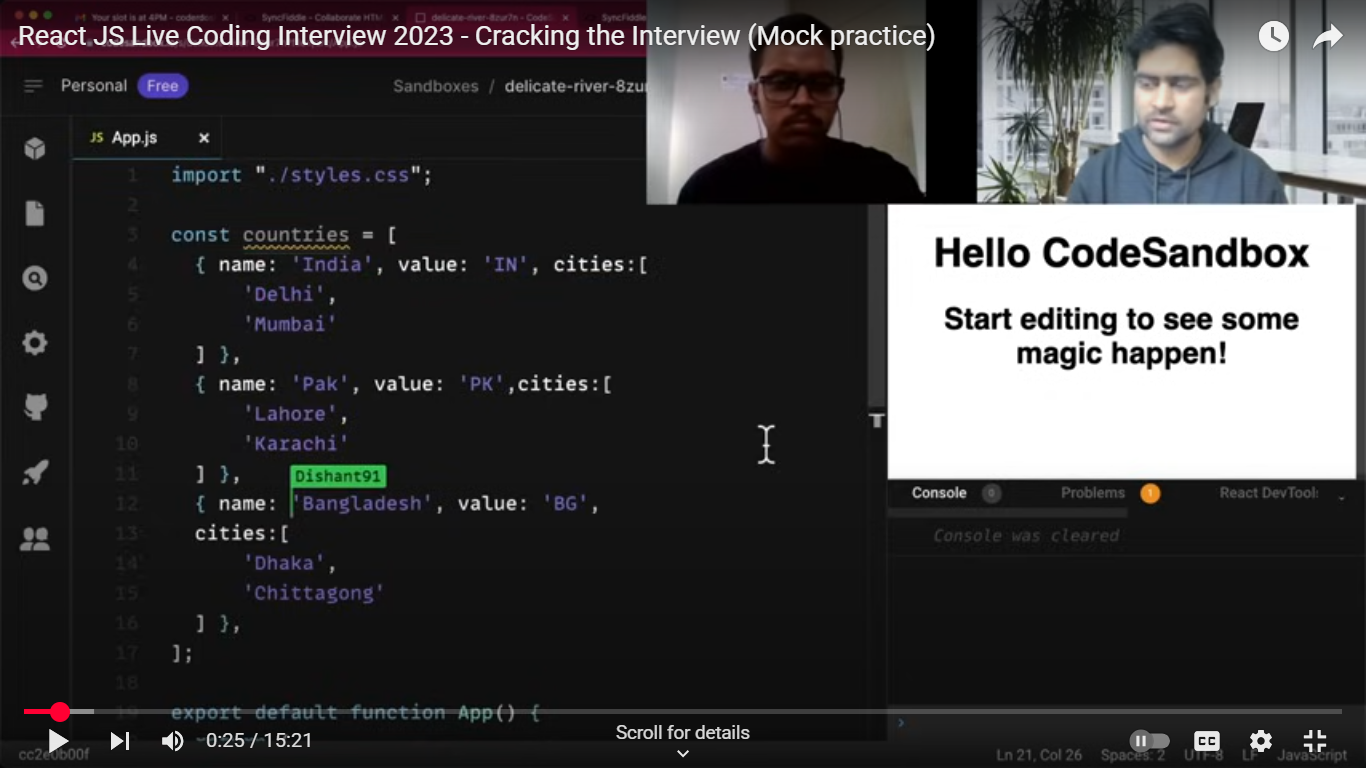 Your slot is at 4PM - coderdo
SyncFiddle - Collaborate HTM
delicate-river-8zur7n - CodeS
SyncFiddle
React JS Live Coding Interview 2023 - Cracking the Interview (Mock practice)
Personal Free
Sandboxes / delicate-river-8zur
JS App.js
1 import "./styles.css";
2
3 const countries = [
4 { name: 'India', value: 'IN', cities:[
5 'Delhi',
6 'Mumbai'
7 ] },
8 { name: 'Pak', value: 'PK',cities:[
9 'Lahore',
10 'Karachi'
11 ] },
Dishant91
12 { name: 'Bangladesh', value: 'BG',
13 cities:[
14 'Dhaka',
15 'Chittagong'
16 ] },
17 ];
18
19 export default function App() {
Hello CodeSandbox
Start editing to see some
magic happen!
Console 0 Problems 1 React DevTool
Console was cleared
Scroll for details
0:25 / 15:21
CC
cc2e0b00f
Ln 21, Col 26 Spaces: 2 UTF-8 LF JavaScript